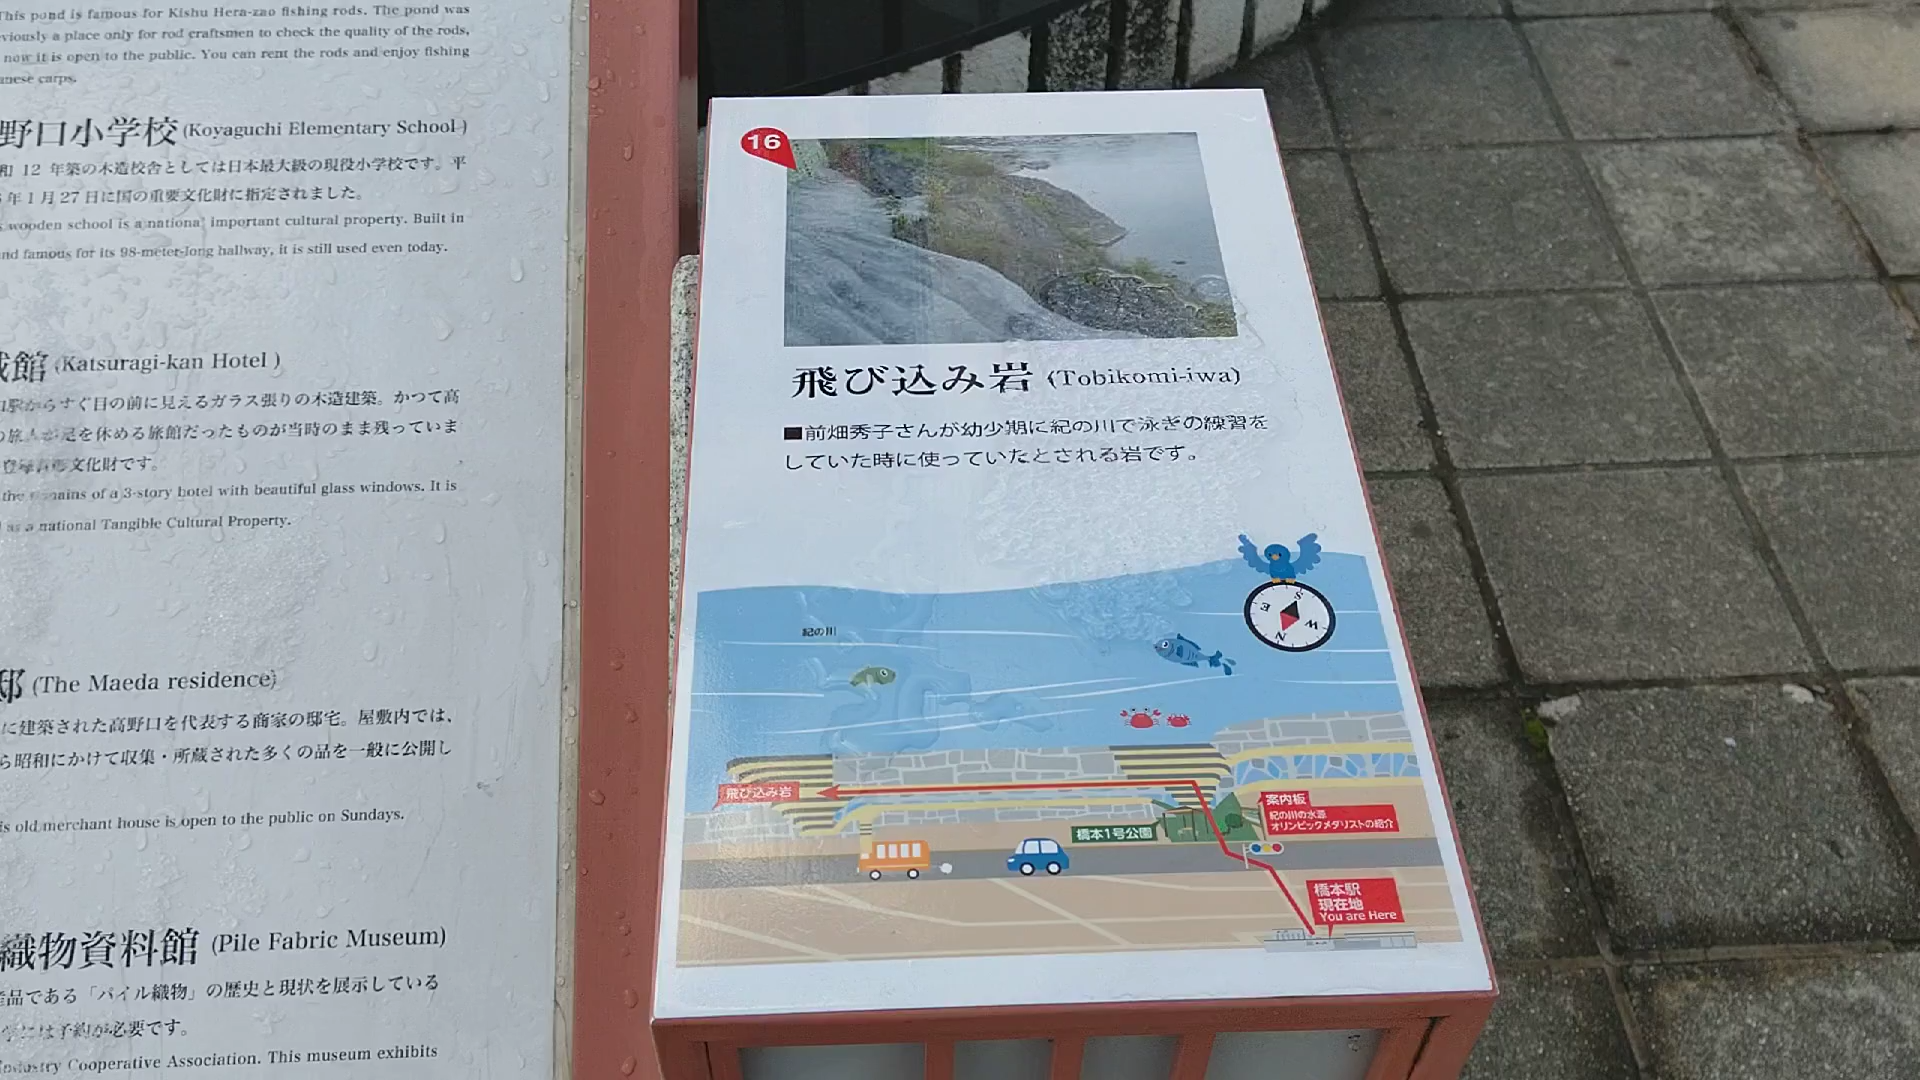 This pond is famous for Kishu Hera-zao fishing rods. The pond was
viously a place only for rod craftsmen to check the quality of the rods,
now it is open to the public. You can rent the rods and enjoy fishing
anese carps.
野口小学校 (Koyaguchi Elementary School)
和 12 年築の木造校舎としては日本最大級の現役小学校です。平
年 1 月 27 日に国の重要文化財に指定されました。
wooden school is a national important cultural property. Built in
nd famous for its 98-meter-long hallway, it is still used even today.
館 (Katsuragi-kan Hotel)
駅からすぐ目の前に見えるガラス張りの木造建築。かつて高
の旅人が足を休める旅館だったものが当時のまま残っていま
文化財です。
the remains of a 3-story hotel with beautiful glass windows. It is
as a national Tangible Cultural Property.
邸 (The Maeda residence)
に建築された高野口を代表する商家の邸宅。屋敷内では、
ら昭和にかけて収集・所蔵された多くの品を一般に公開し
is old merchant house is open to the public on Sundays.
織物資料館 (Pile Fabric Museum)
産品である「パイル織物」の歴史と現状を展示している
には予約が必要です。
Industry Cooperative Association. This museum exhibits
16
飛び込み岩 (Tobikomi-iwa)
■前畑秀子さんが幼少期に紀の川で泳ぎの練習を
していた時に使っていたとされる岩です。
紀の川
S
E
W
N
飛び込み岩
案内板
紀の川の水源
オリンピックメダリストの紹介
橋本1号公園
橋本駅
現在地
You are Here